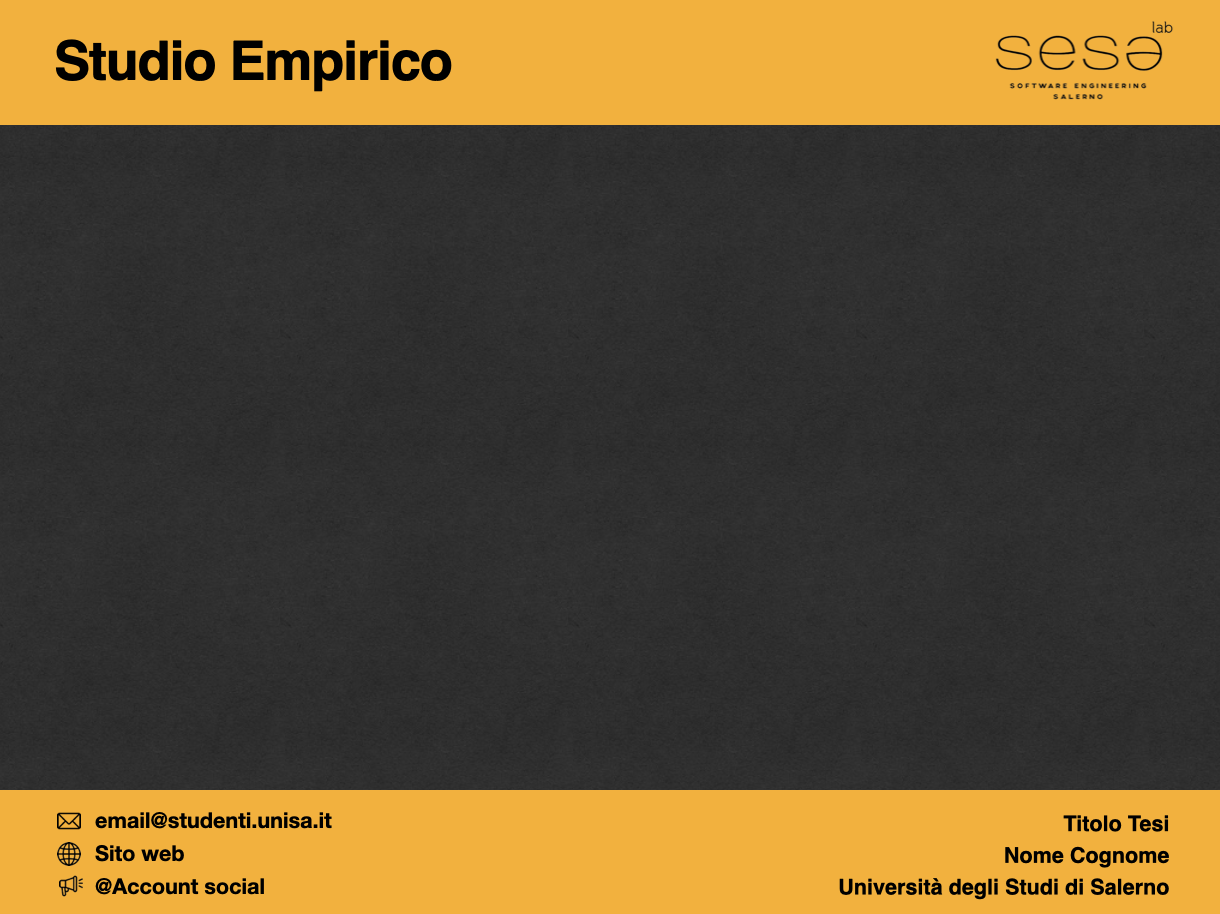 Studio Empirico
lab
sesa
SOFTWARE ENGINEERING
SALERNO
email@studenti.unisa.it
Sito web
@Account social
Titolo Tesi
Nome Cognome
Università degli Studi di Salerno